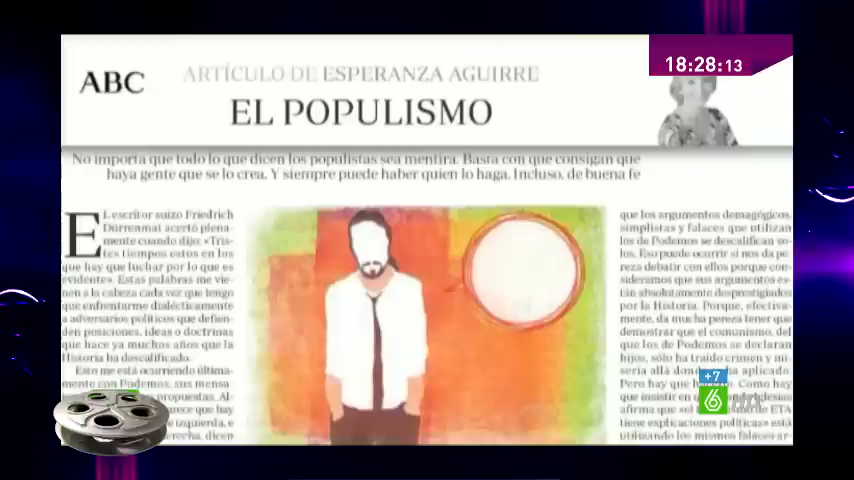 18:28:13
ABC
ARTÍCULO DE ESPERANZA AGUIRRE
EL POPULISMO
No importa que todo lo que dicen los populistas sea mentira. Basta con que consigan que
haya gente que se lo crea. Y siempre puede haber quien lo haga. Incluso, de buena fe
El escritor suizo Friedrich
Dürrenmat acertó plena-
mente cuando dijo: «Tris-
tes tiempos estos en los
que hay que luchar por lo que es
evidente». Estas palabras me vie-
nen a la cabeza cada vez que tengo
que enfrentarme dialécticamente
a adversarios políticos que defien-
den posiciones, ideas o doctrinas
que hace ya muchos años que la
Historia ha descalificado.
Esto me está ocurriendo última-
mente con Podemos, sus mensa-
propuestas. Al-
arece que hay
e izquierda, e
erecha, dicen
que los argumentos demagógicos,
simplistas y falaces que utilizan
los de Podemos se descalifican so-
los. Eso puede ocurrir si nos da pe-
reza debatir con ellos porque con-
sideramos que sus argumentos es-
tán absolutamente desprestigiados
por la Historia. Porque, efectiva-
mente, da mucha pereza tener que
demostrar que el comunismo, del
que los de Podemos se declaran
hijos, sólo ha traído crimen y mi-
seria allá donde ha aplicado.
Pero hay que Como hay
que insistir en Iglesias
afirma que de ETA
tiene explicaciones políticas» está
utilizando los mismos falaces ar-
+7
6 HD